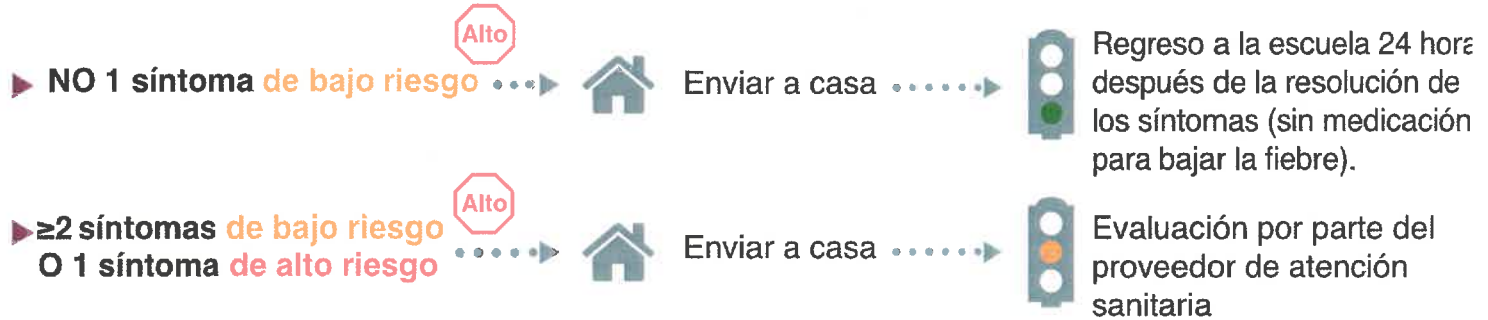 Alto
NO 1 síntoma de bajo riesgo
Enviar a casa
Regreso a la escuela 24 hora
después de la resolución de
los síntomas (sin medicación
para bajar la fiebre).
Alto
≥2 síntomas de bajo riesgo
O 1 síntoma de alto riesgo
Enviar a casa
Evaluación por parte del
proveedor de atención
sanitaria